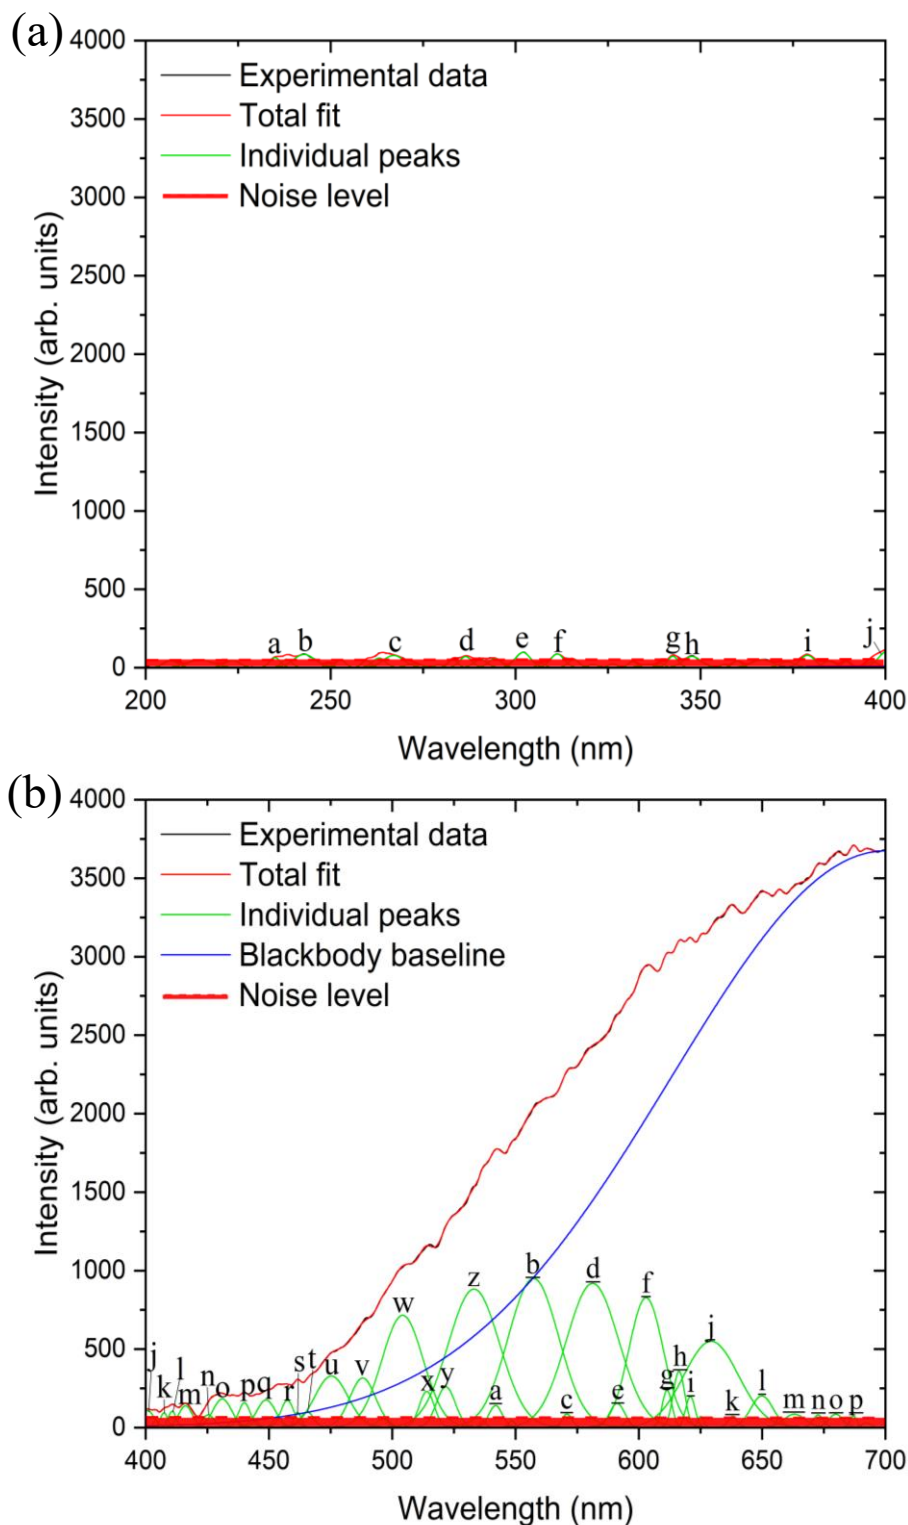 (a)
4000
3500
3000
2500
2000
1500
1000
500
0
Intensity (arb. units)
Experimental data
Total fit
Individual peaks
Noise level
a b c d e f g h i j
200 250 300 350 400
Wavelength (nm)
(b)
4000
3500
3000
2500
2000
1500
1000
500
0
Intensity (arb. units)
Experimental data
Total fit
Individual peaks
Blackbody baseline
Noise level
j k l m n o p q r s t u v w x y z a b c d e f g h i j k l m n o p
400 450 500 550 600 650 700
Wavelength (nm)